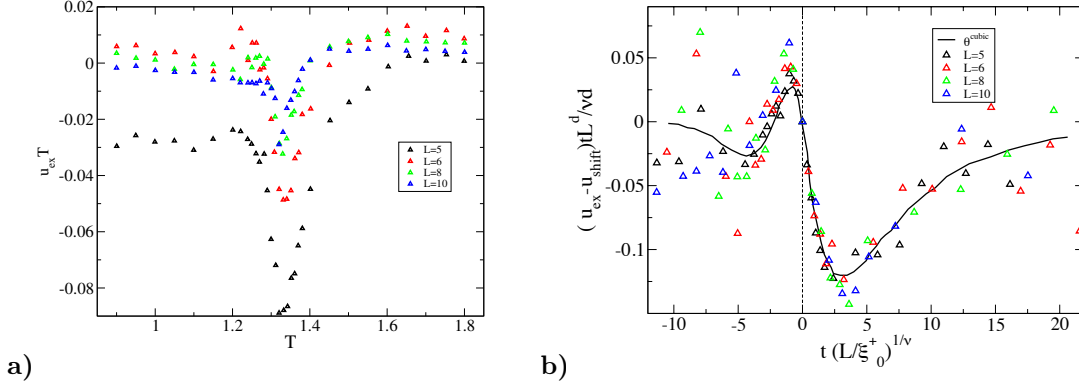 0
-0.02
-0.04
-0.06
-0.08
u_ex T
1 1.2 1.4 1.6 1.8
T
L=5
L=6
L=8
L=10
a)
0.05
0
-0.05
-0.1
( u_ex-u_shift)tL^d/νd
-10 -5 0 5 10 15 20
t (L/ξ^+_0)^1/ν
θ^cubic
L=5
L=6
L=8
L=10
b)